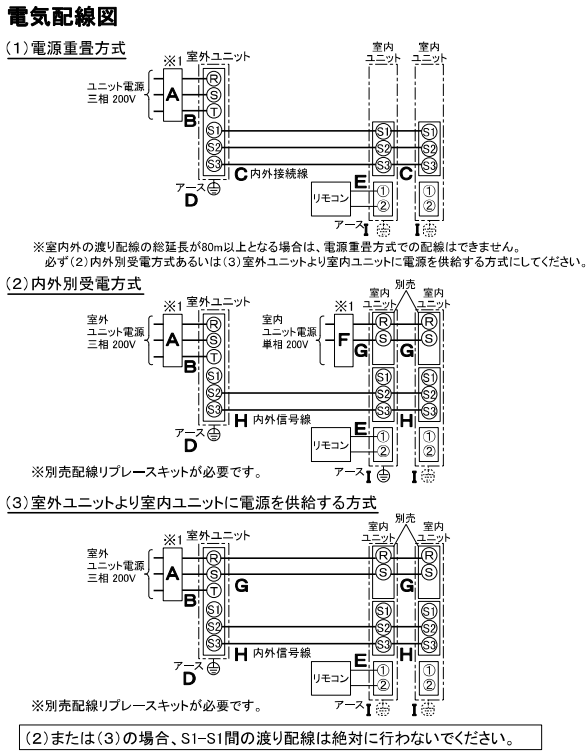 電気配線図
(1)電源重畳方式
※1 室外ユニット
室内
ユニット
室内
ユニット
ユニット電源
三相 200V
A
B
R
S
T
S1
S2
S3
S1
S2
S3
S1
S2
S3
C 内外接続線
C
アース
D
リモコン
E
①
②
①
②
アース I
I
※室内外の渡り配線の総延長が80m以上となる場合は、電源重畳方式での配線はできません。
必ず(2)内外別受電方式あるいは(3)室外ユニットより室内ユニットに電源を供給する方式にしてください。
(2)内外別受電方式
※1 室外ユニット
※1
室内
ユニット
別売
室内
ユニット
室外
ユニット電源
三相 200V
A
B
R
S
T
S1
S2
S3
室内
ユニット電源
単相 200V
F
G
G
R
S
R
S
S1
S2
S3
S1
S2
S3
H 内外信号線
H
アース
D
リモコン
E
①
②
①
②
アース I
I
※別売配線リプレースキットが必要です。
(3)室外ユニットより室内ユニットに電源を供給する方式
※1 室外ユニット
室内
ユニット
別売
室内
ユニット
室外
ユニット電源
三相 200V
A
B
R
S
T
S1
S2
S3
G
G
R
S
R
S
S1
S2
S3
S1
S2
S3
H 内外信号線
H
アース
D
リモコン
E
①
②
①
②
I
I
※別売配線リプレースキットが必要です。
(2)または(3)の場合、S1-S1間の渡り配線は絶対に行わないでください。